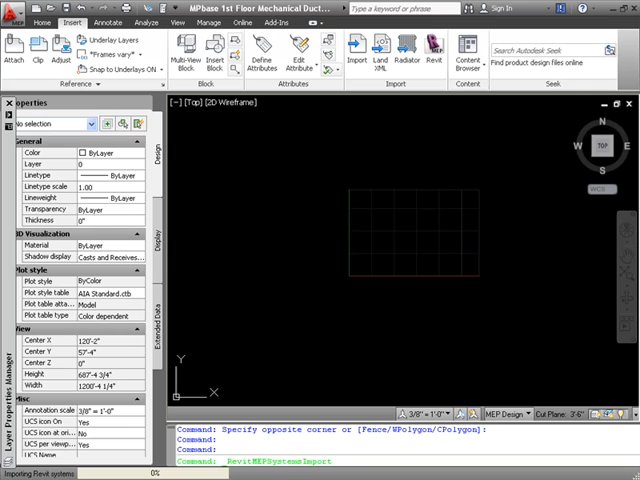 MEP
MPbase 1st Floor Mechanical Duct...
Type a keyword or phrase
Sign In
Home
Insert
Annotate
Analyze
View
Manage
Output
Add-Ins
Attach
Clip
Adjust
Underlay Layers
*Frames vary*
Snap to Underlays ON
Reference
Multi-View
Block
Insert
Block
Block
Define
Attributes
Edit
Attribute
Attributes
Import
Land
XML
Radiator
Revit
Import
Content
Browser
Content
Search Autodesk Seek
Find product design files online
Seek
roperties
No selection
General
Color ByLayer
Layer 0
Linetype ByLayer
Linetype scale 1.00
Lineweight ByLayer
Transparency ByLayer
Thickness 0"
3D Visualization
Material ByLayer
Shadow display Casts and Receives...
Plot style
Plot style ByColor
Plot style table AIA Standard.ctb
Plot table atta... Model
Plot table type Color dependent
View
Center X 120'-2"
Center Y 57'-4"
Center Z 0"
Height 687'-4 3/4"
Width 1200'-4 1/4"
Misc
Annotation scale 3/8" = 1'-0"
UCS icon On Yes
UCS icon at ori... No
UCS per viewp... Yes
UCS Name
Design
Display
Extended Data
Layer Properties Manager
[−] [Top] [2D Wireframe]
N
W
TOP
E
S
WCS
Y
X
3/8" = 1'-0"
MEP Design
Cut Plane: 3'-6"
Command: Specify opposite corner or [Fence/WPolygon/CPolygon]:
Command:
Command:
Command: _RevitMEPSystemsImport
Importing Revit systems
0%